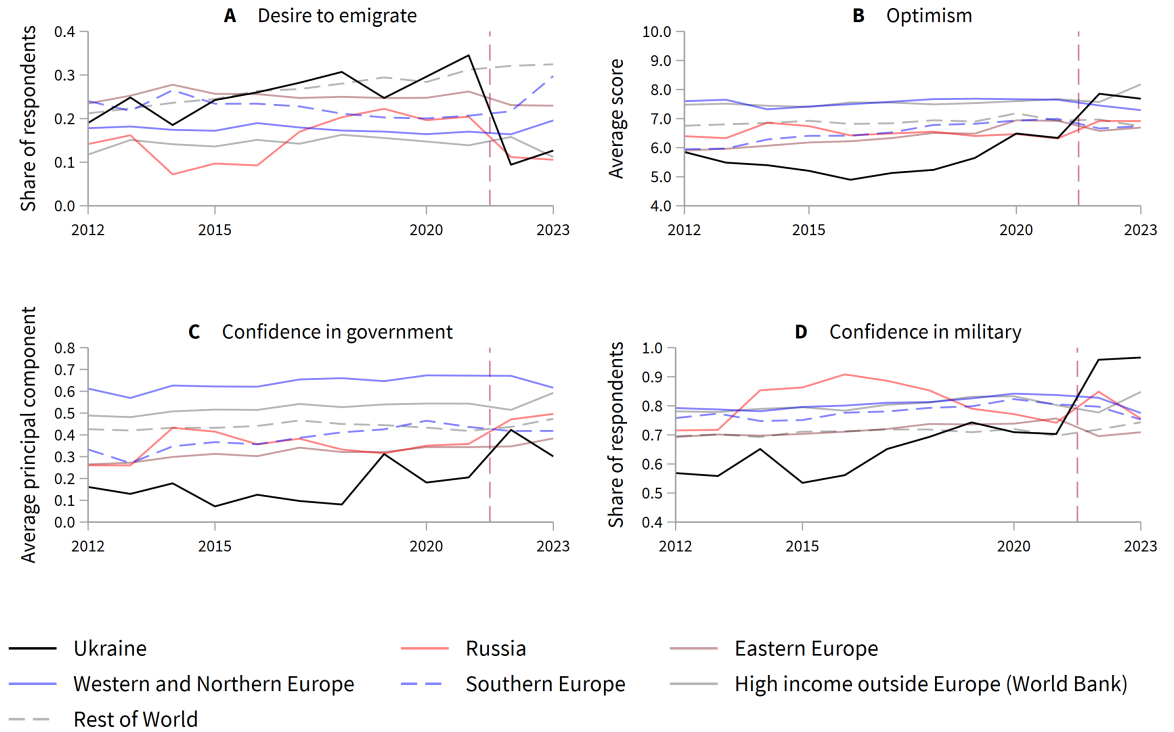 A Desire to emigrate
Share of respondents
0.4
0.3
0.2
0.1
0.0
2012 2015 2020 2023
B Optimism
Average score
10.0
9.0
8.0
7.0
6.0
5.0
4.0
2012 2015 2020 2023
C Confidence in government
Average principal component
0.8
0.7
0.6
0.5
0.4
0.3
0.2
0.1
0.0
2012 2015 2020 2023
D Confidence in military
Share of respondents
1.0
0.9
0.8
0.7
0.6
0.5
0.4
2012 2015 2020 2023
Ukraine Russia Eastern Europe
Western and Northern Europe Southern Europe High income outside Europe (World Bank)
Rest of World